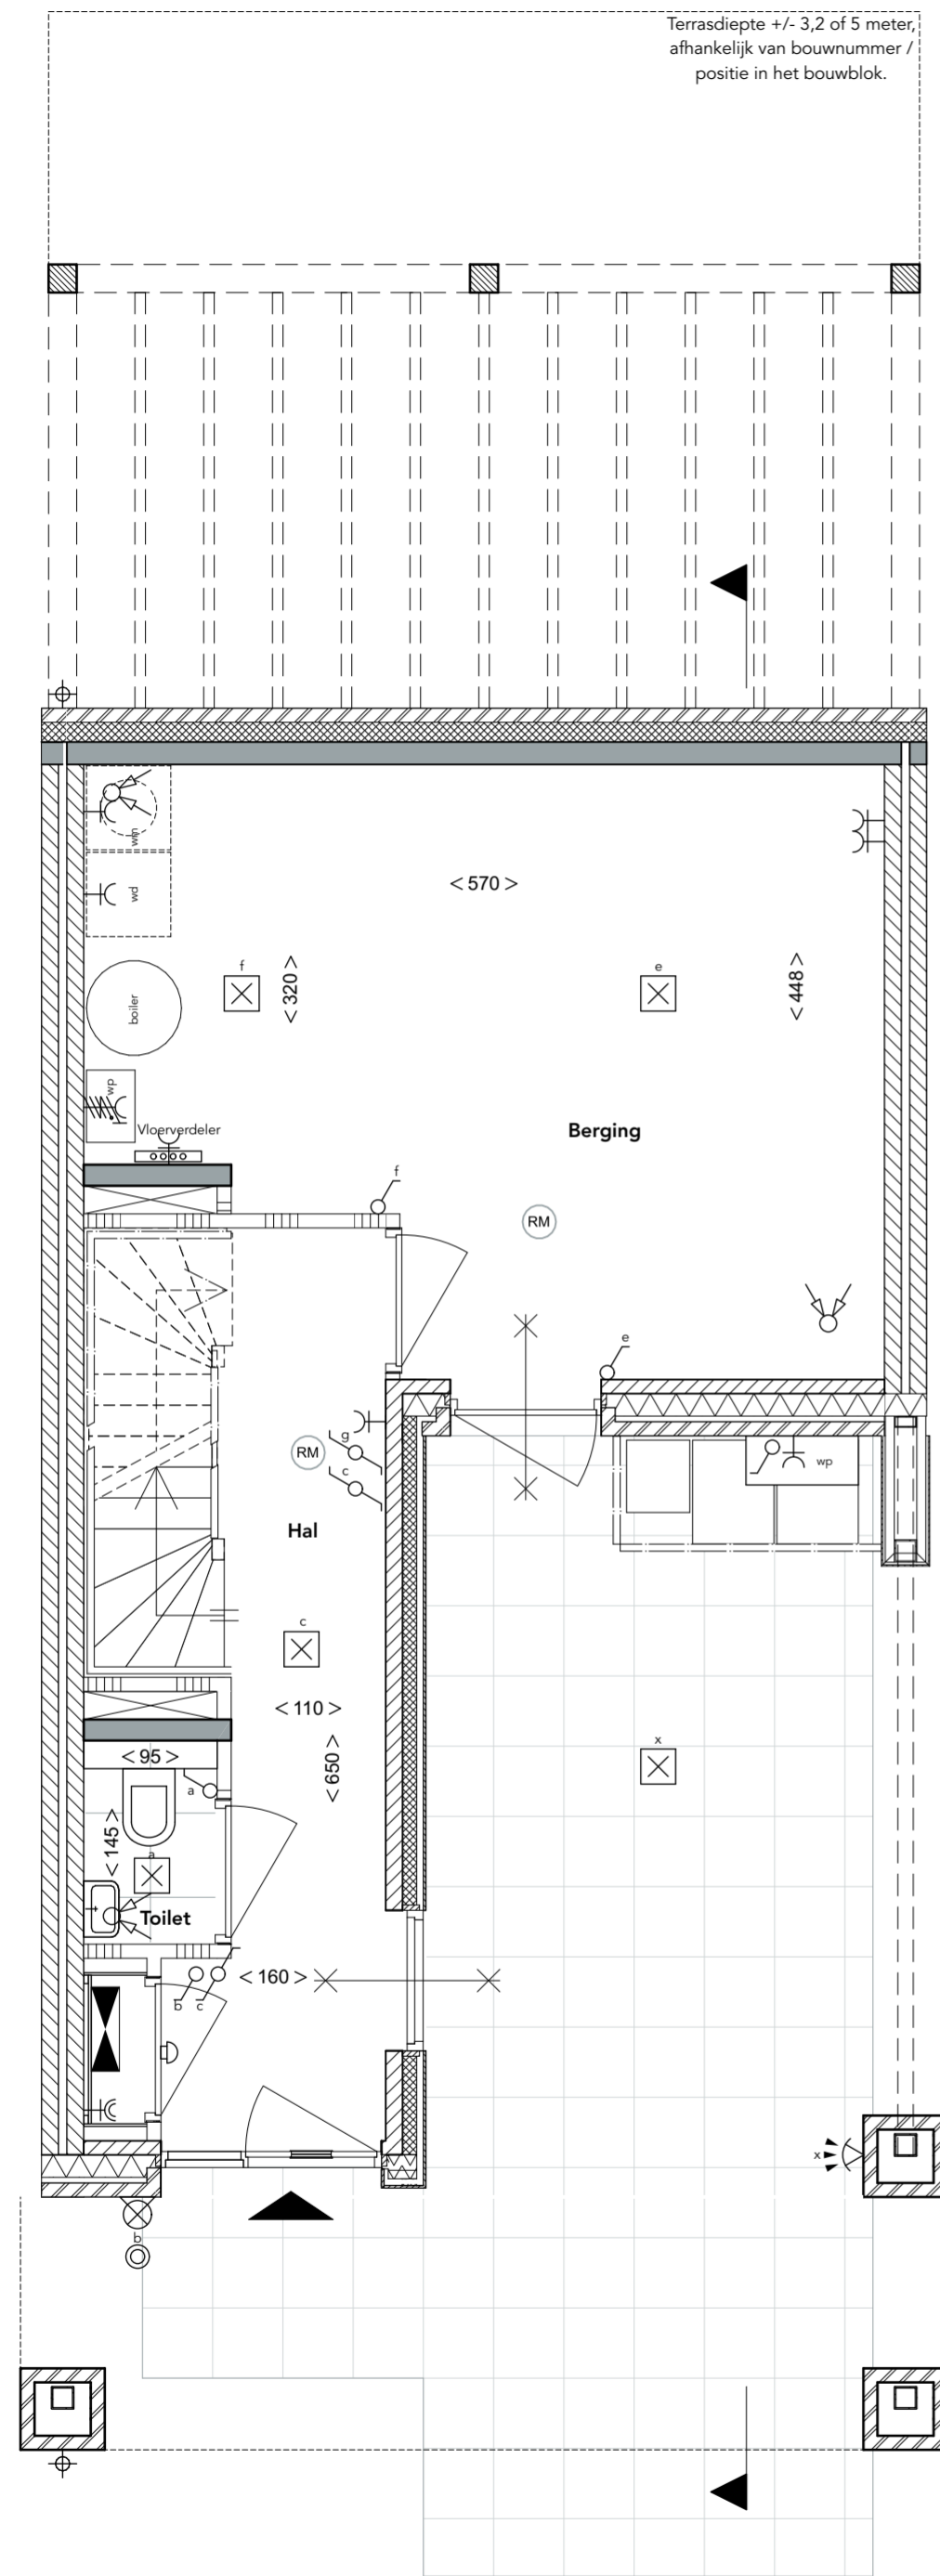 Terrasdiepte +/- 3,2 of 5 meter,
afhankelijk van bouwnummer /
positie in het bouwblok.
wm
< 570 >
wd
f
< 320 >
e
< 448 >
boiler
wp
Vloerverdeler
Berging
f
RM
e
g
RM
c
wp
Hal
c
< 110 >
< 650 >
x
< 95 >
a
< 145 >
a
Toilet
< 160 >
b
c
x
b